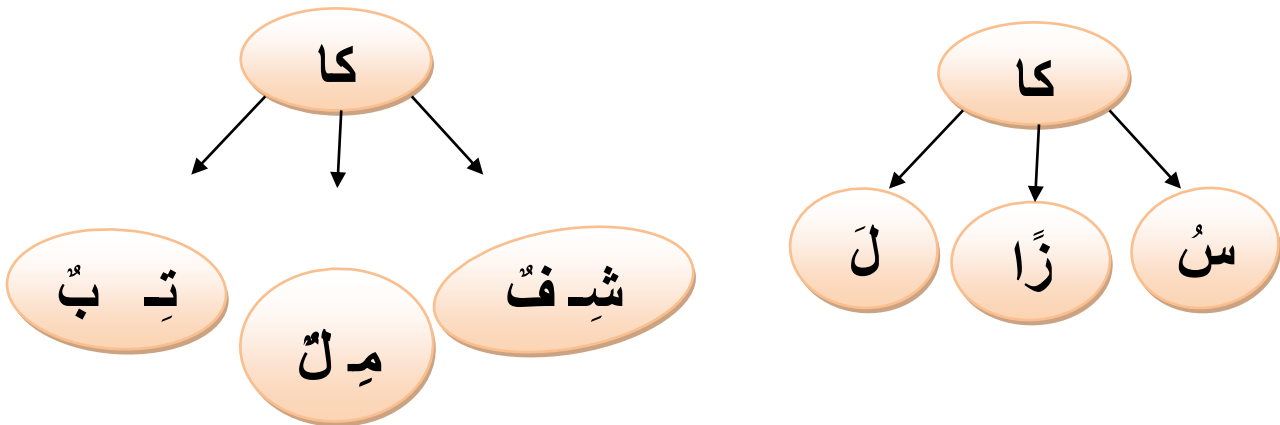 كا
سُ
زًا
لَ
كا
شِـ فٌ
مِـ لٌ
تِـ بٌ